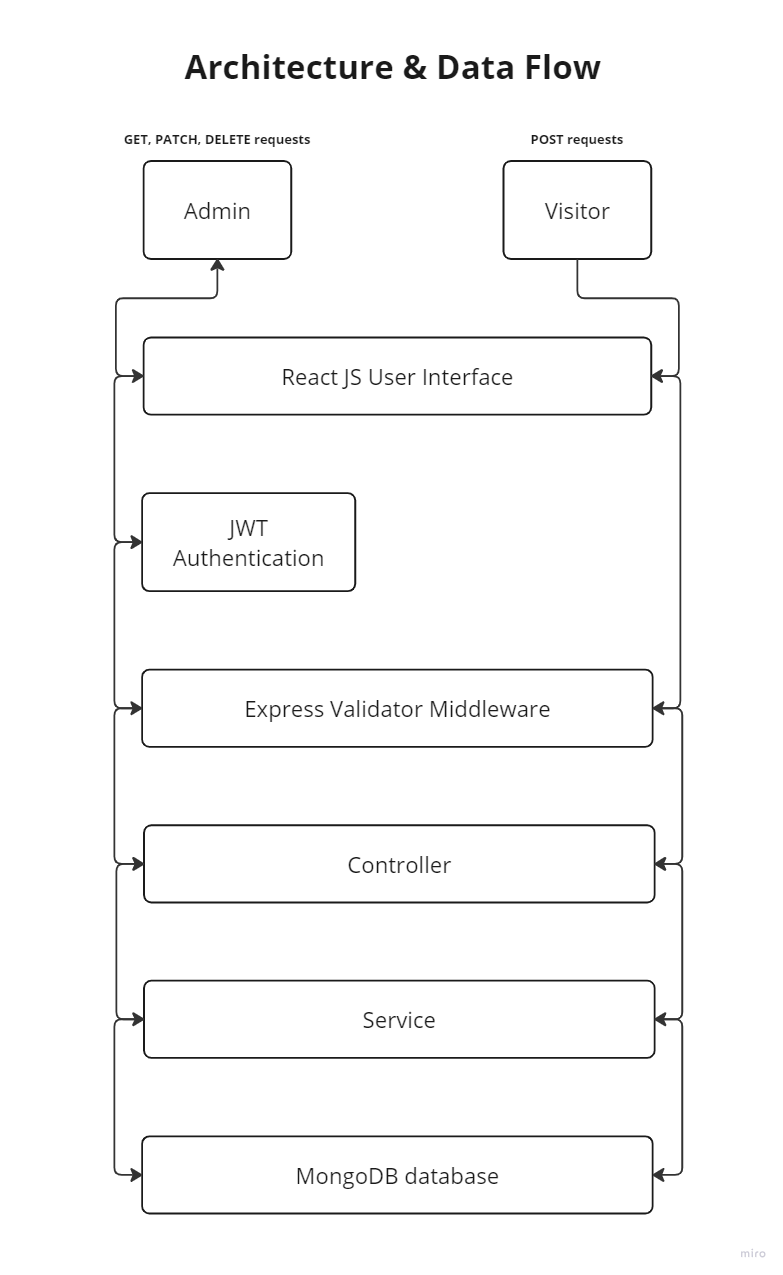 Architecture & Data Flow
GET, PATCH, DELETE requests
POST requests
Admin
Visitor
React JS User Interface
JWT
Authentication
Express Validator Middleware
Controller
Service
MongoDB database
miro